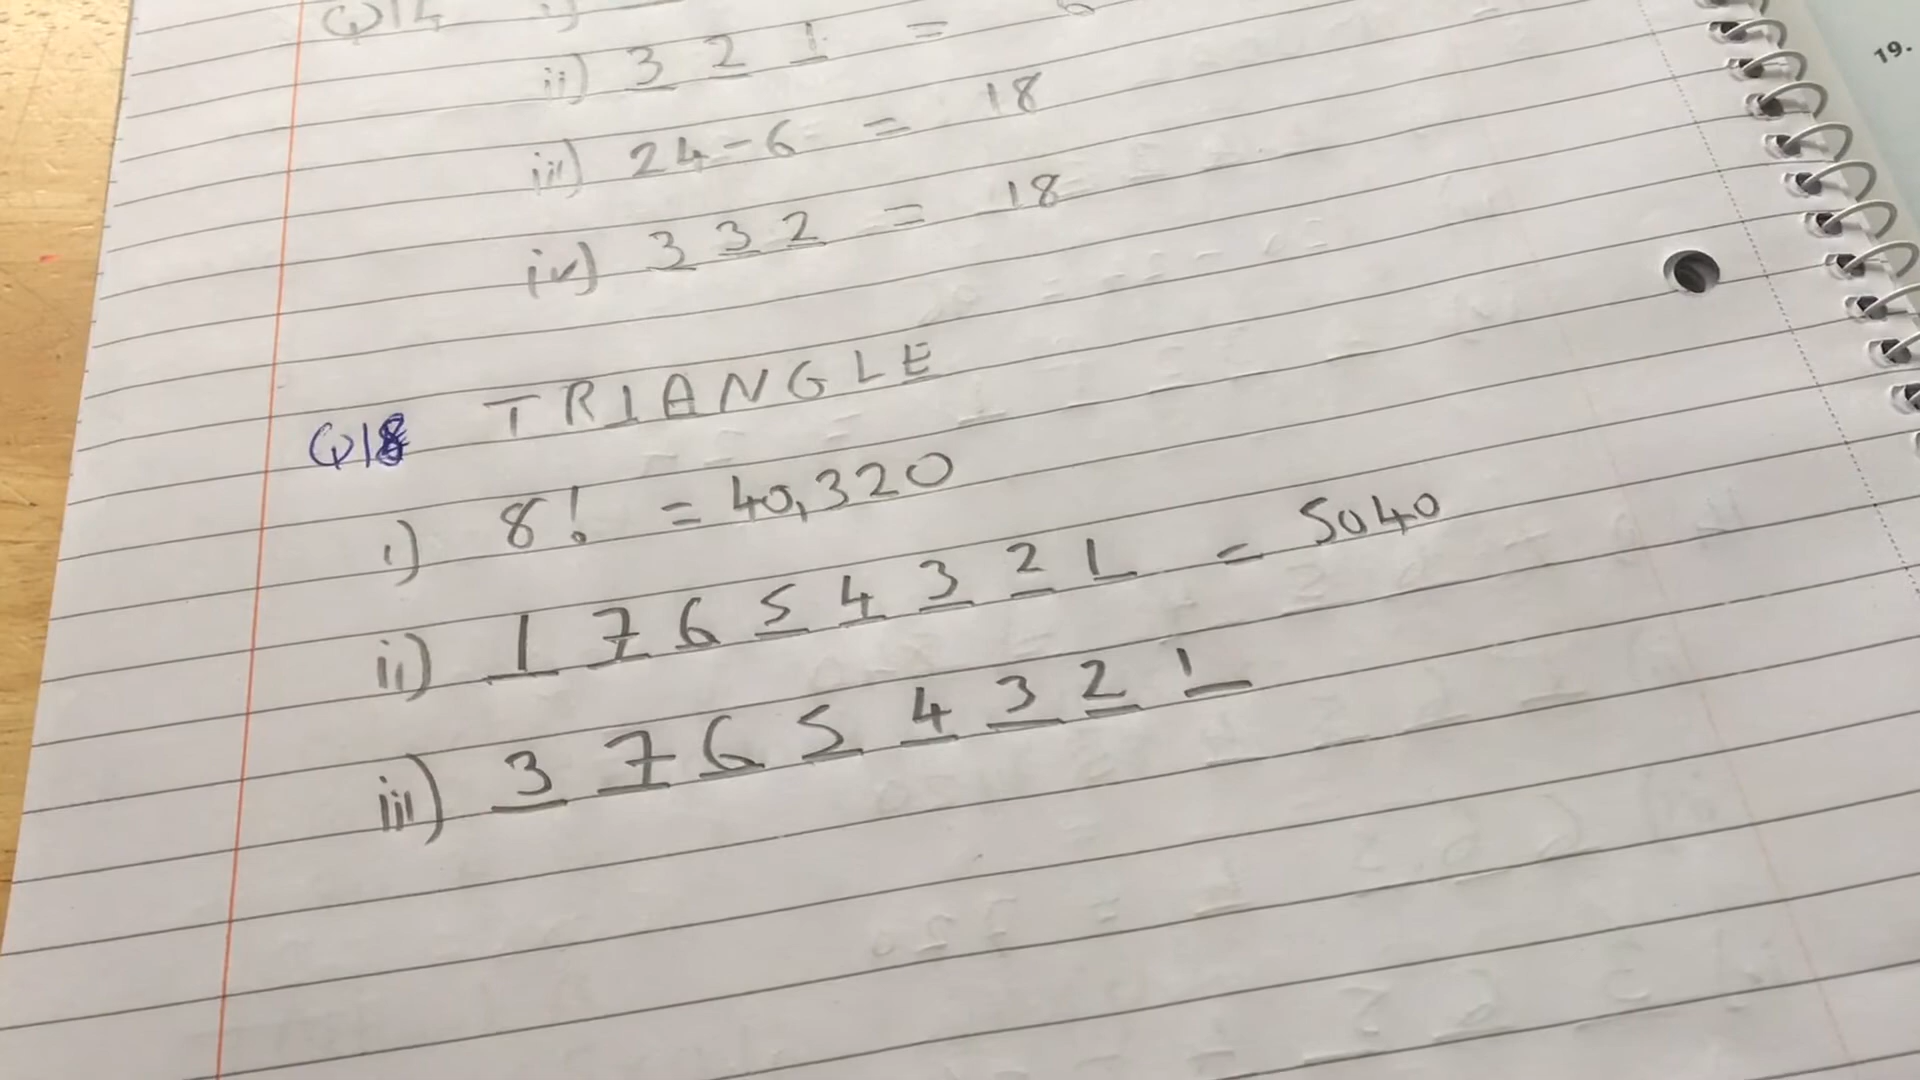 Q14 i)
ii) 3 2 1 = 6
iii) 24-6 = 18
iv) 3 3 2 = 18
Q18 TRIANGLE
i) 8! = 40,320
ii) 1 7 6 5 4 3 2 1 = 5040
iii) 3 7 6 5 4 3 2 1
19.